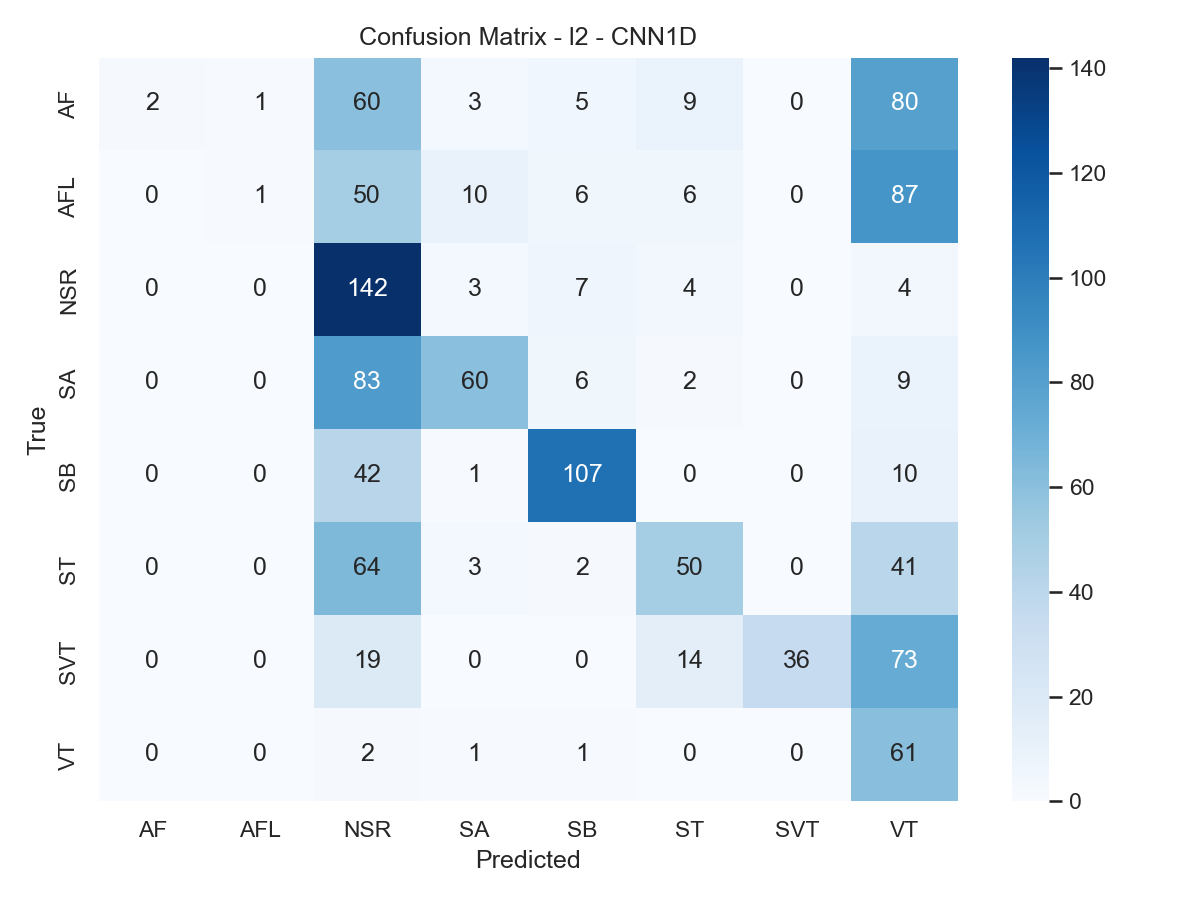 Confusion Matrix - l2 - CNN1D
AF 2 1 60 3 5 9 0 80
AFL 0 1 50 10 6 6 0 87
NSR 0 0 142 3 7 4 0 4
SA 0 0 83 60 6 2 0 9
SB 0 0 42 1 107 0 0 10
ST 0 0 64 3 2 50 0 41
SVT 0 0 19 0 0 14 36 73
VT 0 0 2 1 1 0 0 61
True
AF AFL NSR SA SB ST SVT VT
Predicted
140
120
100
80
60
40
20
0